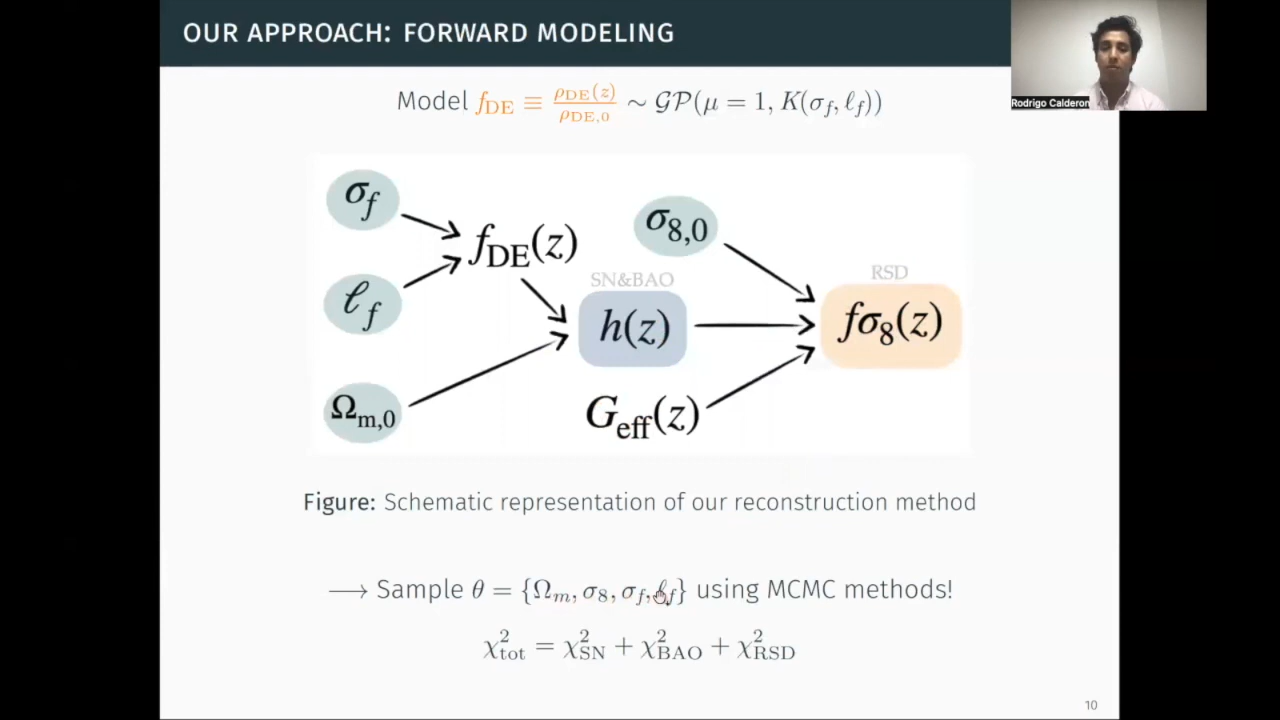 OUR APPROACH: FORWARD MODELING
Rodrigo Calderon
Model f_DE ≡ ρ_DE(z)/ρ_DE,0 ∼ 𝒢𝒫(μ = 1, K(σ_f, ℓ_f))
σ_f
f_DE(z)
σ_8,0
ℓ_f
SN&BAO
RSD
h(z)
fσ_8(z)
Ω_m,0
G_eff(z)
Figure: Schematic representation of our reconstruction method
⟶ Sample θ = {Ω_m, σ_8, σ_f, ℓ_f} using MCMC methods!
χ²_tot = χ²_SN + χ²_BAO + χ²_RSD
10